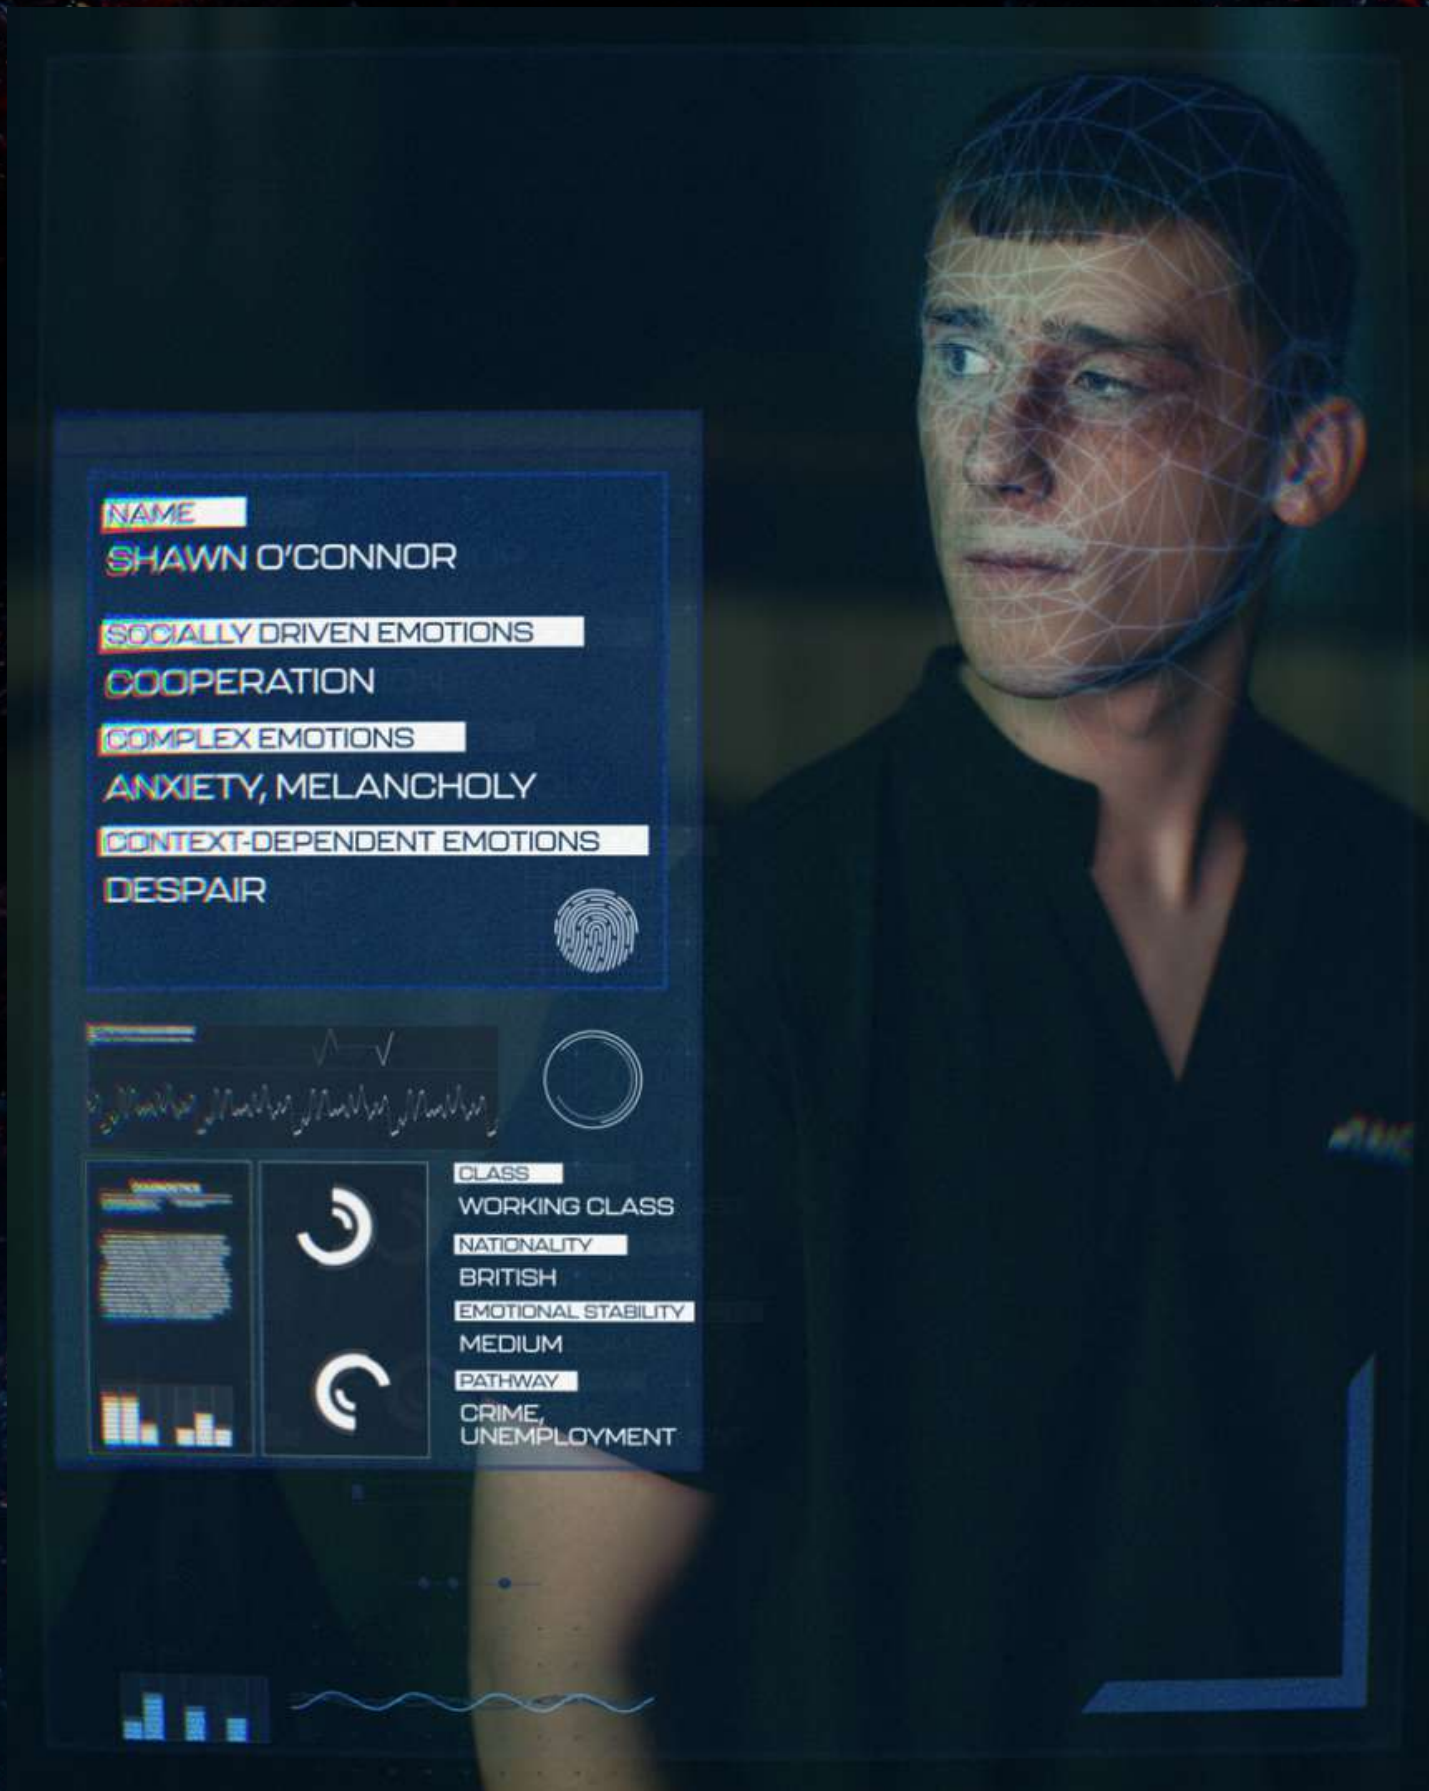 NAME
SHAWN O'CONNOR
SOCIALLY DRIVEN EMOTIONS
COOPERATION
COMPLEX EMOTIONS
ANXIETY, MELANCHOLY
CONTEXT-DEPENDENT EMOTIONS
DESPAIR
CLASS
WORKING CLASS
NATIONALITY
BRITISH
EMOTIONAL STABILITY
MEDIUM
PATHWAY
CRIME,
UNEMPLOYMENT